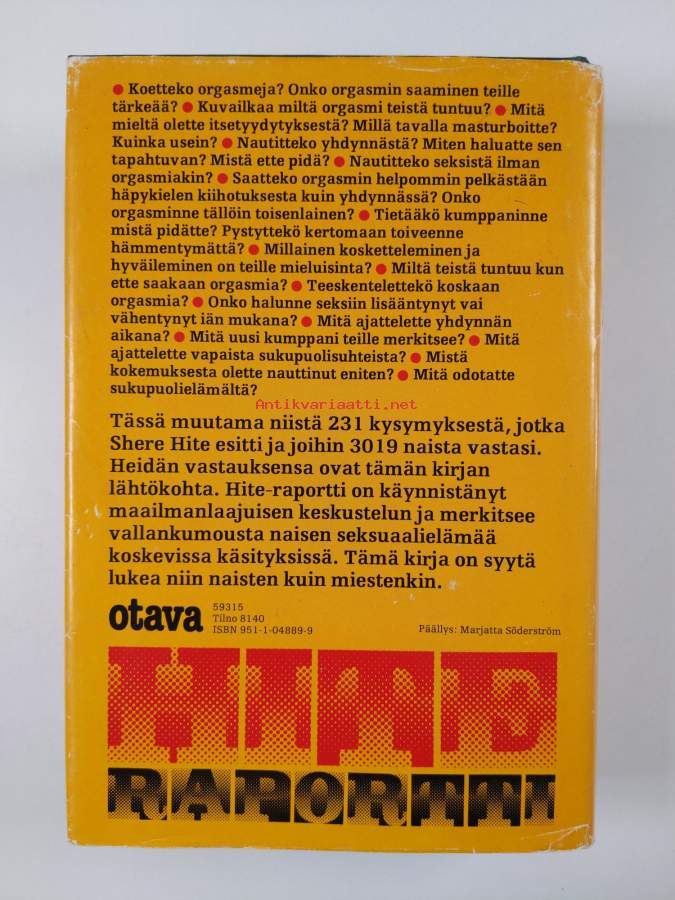 ● Koetteko orgasmeja? Onko orgasmin saaminen teille
tärkeää? ● Kuvailkaa miltä orgasmi teistä tuntuu? ● Mitä
mieltä olette itsetyydytyksestä? Millä tavalla masturboitte?
Kuinka usein? ● Nautitteko yhdynnästä? Miten haluatte sen
tapahtuvan? Mistä ette pidä? ● Nautitteko seksistä ilman
orgasmiakin? ● Saatteko orgasmin helpommin pelkästään
häpykielen kiihotuksesta kuin yhdynnässä? Onko
orgasminne tällöin toisenlainen? ● Tietääkö kumppaninne
mistä pidätte? Pystyttekö kertomaan toiveenne
hämmentymättä? ● Millainen kosketteleminen ja
hyväileminen on teille mieluisinta? ● Miltä teistä tuntuu kun
ette saakaan orgasmia? ● Teeskentelettekö koskaan
orgasmia? ● Onko halunne seksiin lisääntynyt vai
vähentynyt iän mukana? ● Mitä ajattelette yhdynnän
aikana? ● Mitä uusi kumppani teille merkitsee? ● Mitä
ajattelette vapaista sukupuolisuhteista? ● Mistä
kokemuksesta olette nauttinut eniten? ● Mitä odotatte
sukupuolielämältä?
Antikvariaatti.net
Tässä muutama niistä 231 kysymyksestä, jotka
Shere Hite esitti ja joihin 3019 naista vastasi.
Heidän vastauksensa ovat tämän kirjan
lähtökohta. Hite-raportti on käynnistänyt
maailmanlaajuisen keskustelun ja merkitsee
vallankumousta naisen seksuaalielämää
koskevissa käsityksissä. Tämä kirja on syytä
lukea niin naisten kuin miestenkin.
otava
59315
Tilno 8140
ISBN 951-1-04889-9
Päällys: Marjatta Söderström
HITE
RAPORTTI